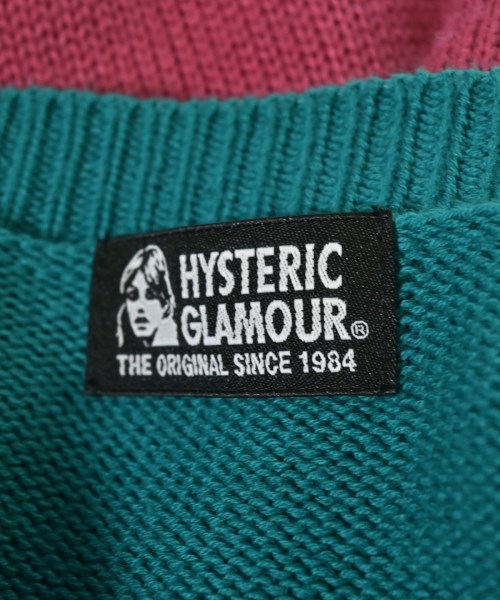 HYSTERIC
GLAMOUR®
THE ORIGINAL SINCE 1984